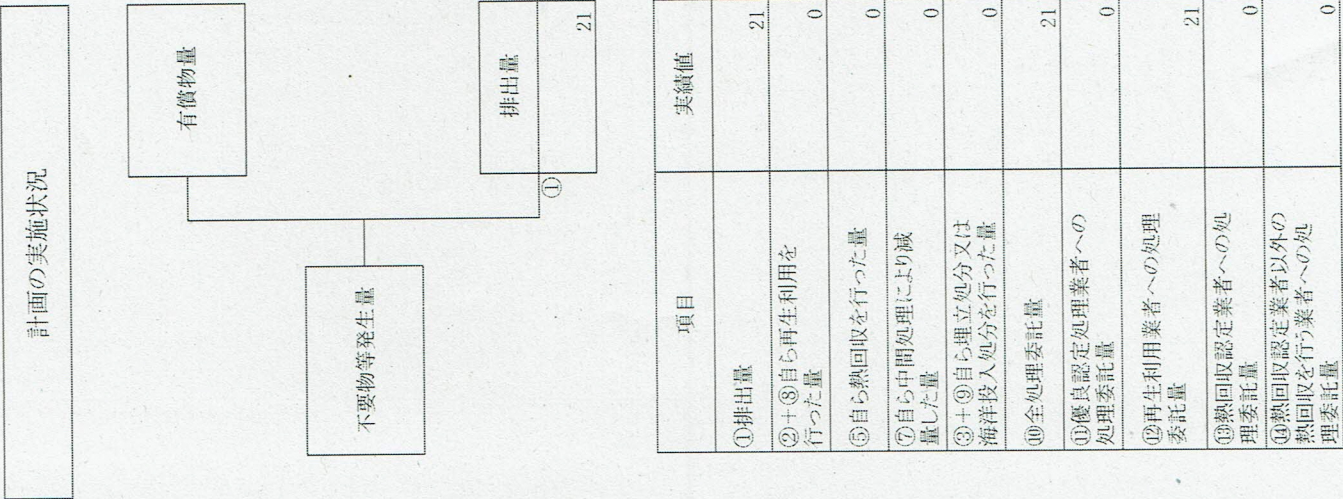 計画の実施状況
有償物量
不要物等発生量
排出量
①
21
項目
実績値
①排出量
21
②+⑧自ら再生利用を
行った量
0
⑤自ら熱回収を行った量
0
⑦自ら中間処理により減
量した量
0
③+⑨自ら埋立処分又は
海洋投入処分を行った量
0
⑩全処理委託量
21
⑪優良認定処理業者への
処理委託量
0
⑫再生利用業者への処理
委託量
21
⑬熱回収認定業者への処
理委託量
0
⑭熱回収認定業者以外の
熱回収を行う業者への処
理委託量
0